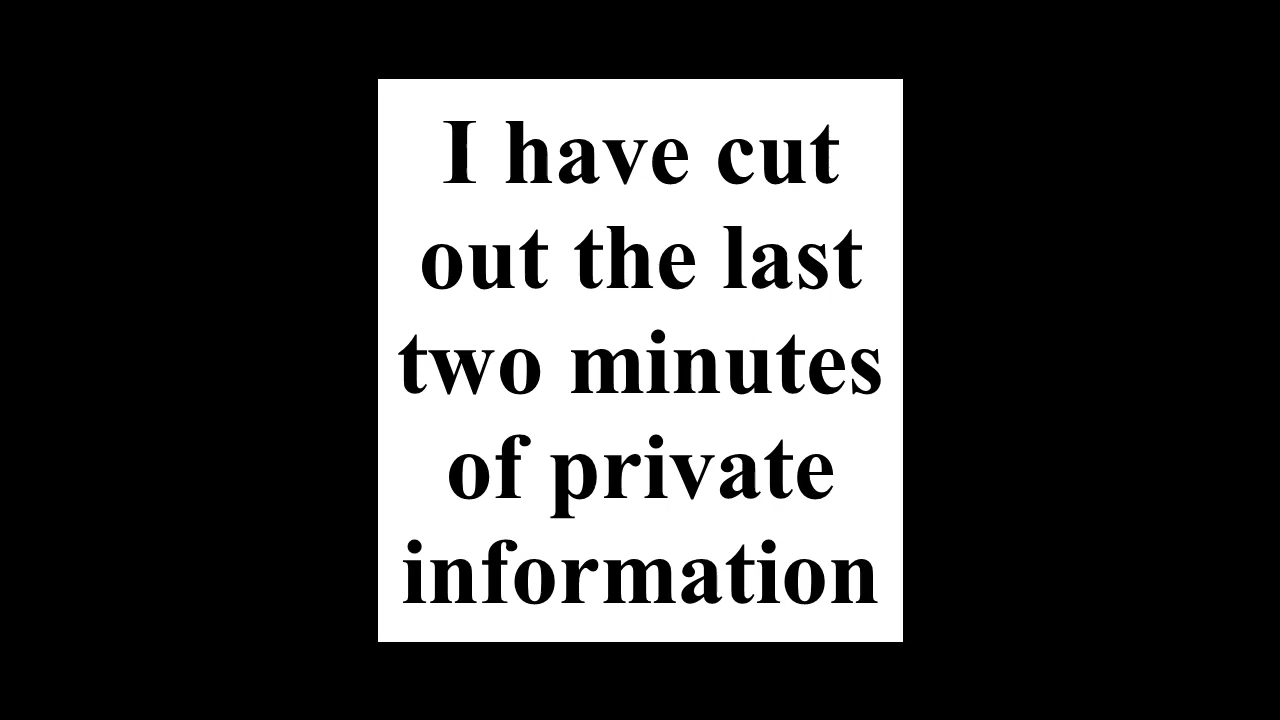 I have cut
out the last
two minutes
of private
information